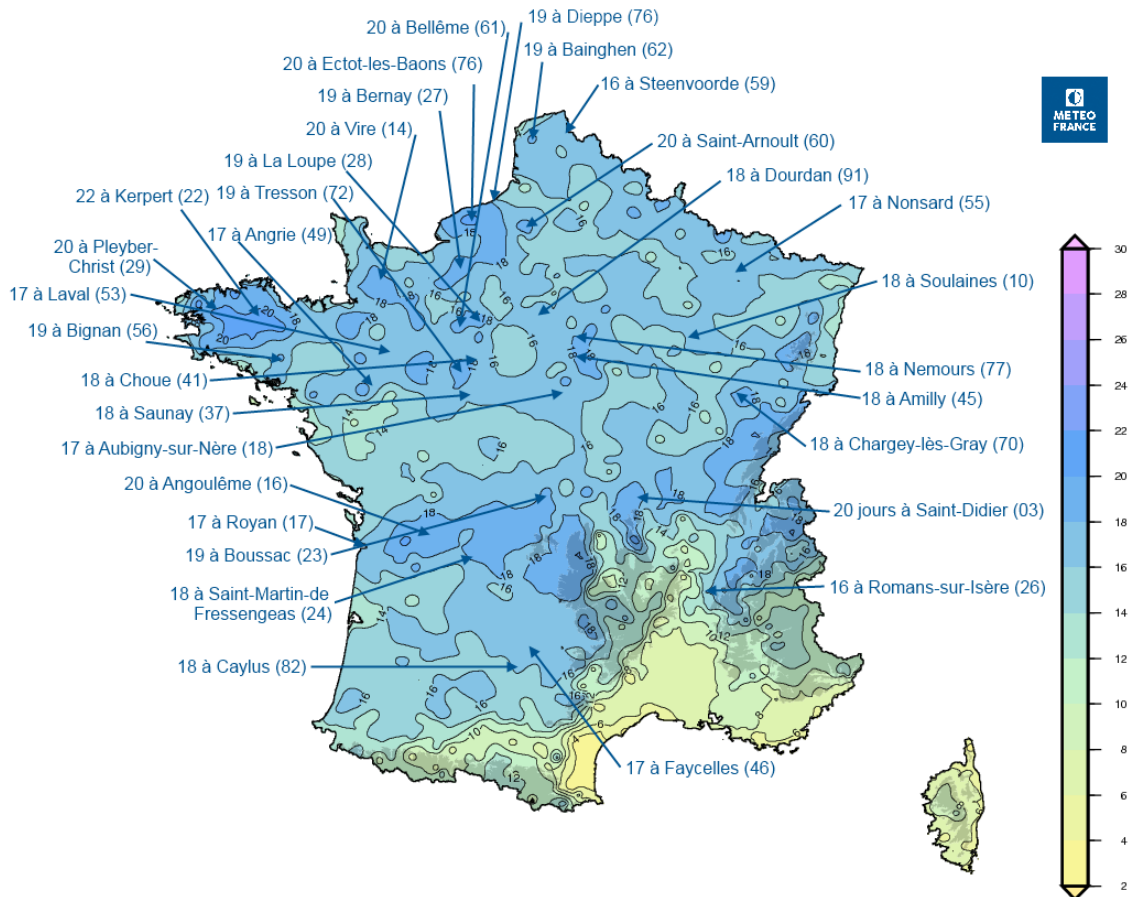 20 à Bellême (61)
19 à Dieppe (76)
20 à Ectot-les-Baons (76)
19 à Bainghen (62)
19 à Bernay (27)
16 à Steenvoorde (59)
METEO
FRANCE
20 à Vire (14)
20 à Saint-Arnoult (60)
19 à La Loupe (28)
18 à Dourdan (91)
22 à Kerpert (22)
19 à Tresson (72)
17 à Nonsard (55)
17 à Angrie (49)
20 à Pleyber-
Christ (29)
17 à Laval (53)
18 à Soulaines (10)
19 à Bignan (56)
18 à Choue (41)
18 à Nemours (77)
18 à Saunay (37)
18 à Amilly (45)
17 à Aubigny-sur-Nère (18)
18 à Chargey-lès-Gray (70)
20 à Angoulême (16)
17 à Royan (17)
20 jours à Saint-Didier (03)
19 à Boussac (23)
18 à Saint-Martin-de
Fressengeas (24)
16 à Romans-sur-Isère (26)
18 à Caylus (82)
17 à Faycelles (46)
30
28
26
24
22
20
18
16
14
12
10
8
6
4
2